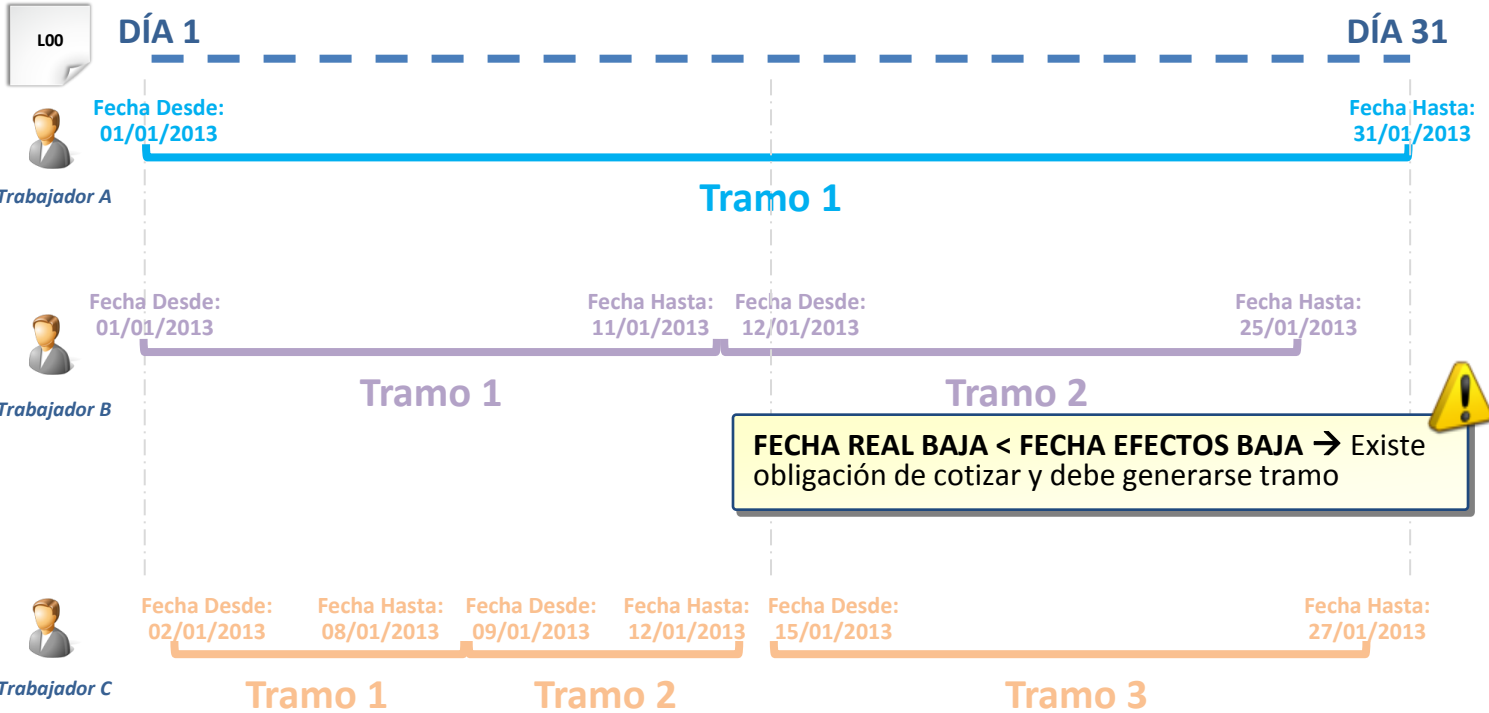 L00
DÍA 1
DÍA 31
Fecha Desde:
01/01/2013
Fecha Hasta:
31/01/2013
Trabajador A
Tramo 1
Fecha Desde:
01/01/2013
Fecha Hasta:
11/01/2013
Fecha Desde:
12/01/2013
Fecha Hasta:
25/01/2013
Trabajador B
Tramo 1
Tramo 2
FECHA REAL BAJA < FECHA EFECTOS BAJA → Existe
obligación de cotizar y debe generarse tramo
Fecha Desde:
02/01/2013
Fecha Hasta:
08/01/2013
Fecha Desde:
09/01/2013
Fecha Hasta:
12/01/2013
Fecha Desde:
15/01/2013
Fecha Hasta:
27/01/2013
Trabajador C
Tramo 1
Tramo 2
Tramo 3